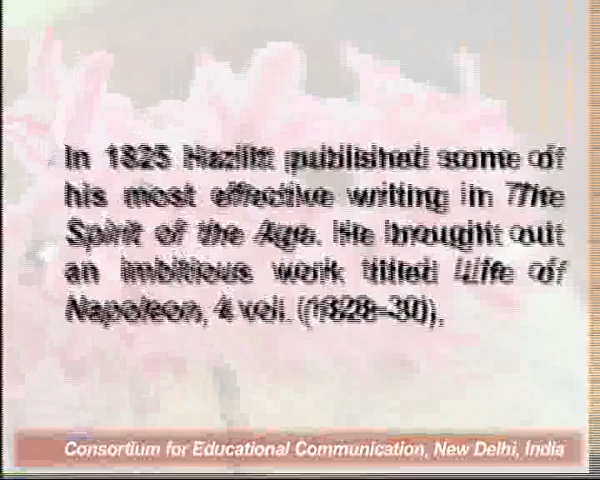 In 1825 Hazlitt published some of
his most effective writing in The
Spirit of the Age. He brought out
an imbitious work titled Life of
Napoleon, 4 vol. (1828–30),
Consortium for Educational Communication, New Delhi, India